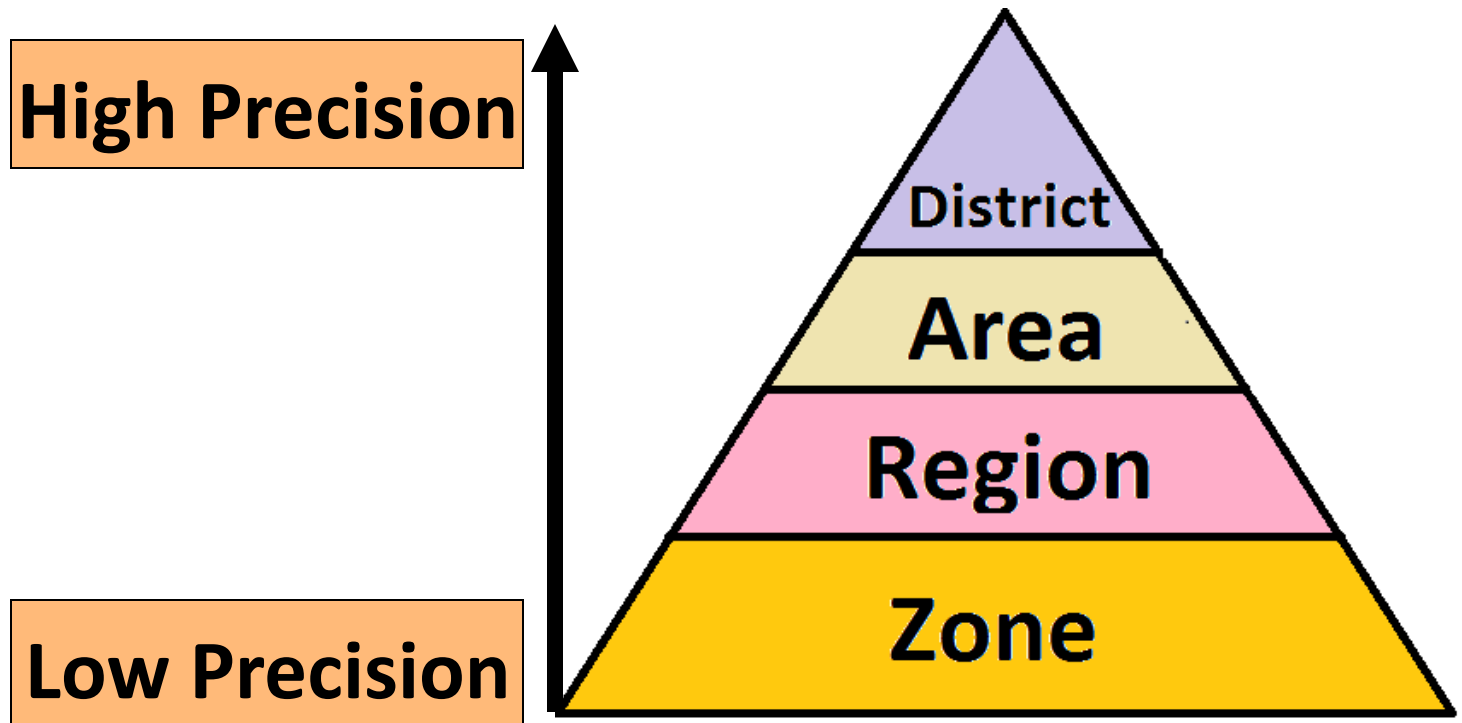 High Precision
District
Area
Region
Zone
Low Precision